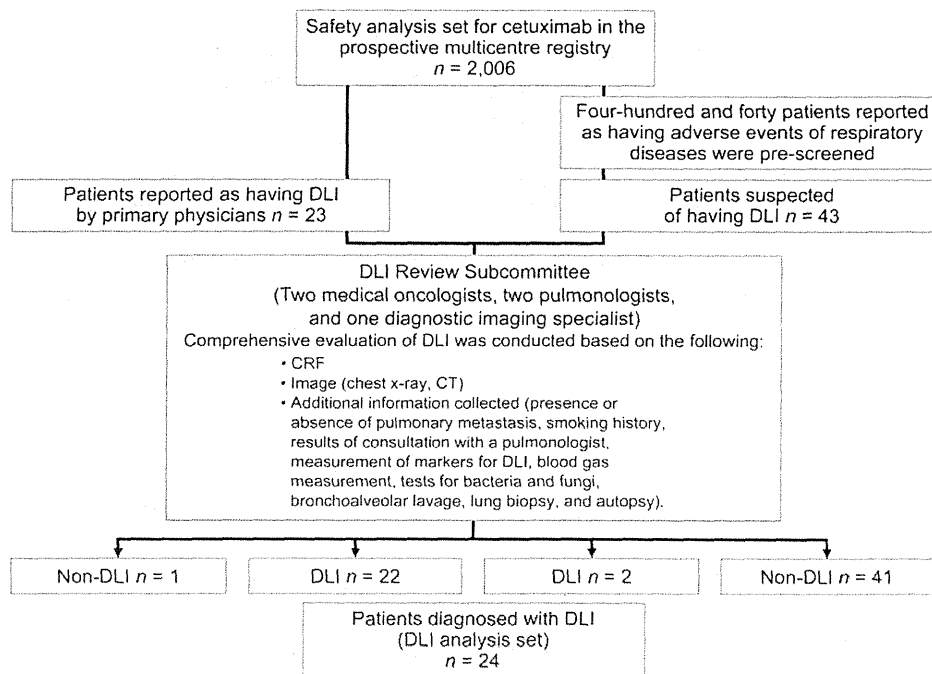 Safety analysis set for cetuximab in the
prospective multicentre registry
n = 2,006
Four-hundred and forty patients reported
as having adverse events of respiratory
diseases were pre-screened
Patients reported as having DLI
by primary physicians n = 23
Patients suspected
of having DLI n = 43
DLI Review Subcommittee
(Two medical oncologists, two pulmonologists,
and one diagnostic imaging specialist)
Comprehensive evaluation of DLI was conducted based on the following:
• CRF
• Image (chest x-ray, CT)
• Additional information collected (presence or
absence of pulmonary metastasis, smoking history,
results of consultation with a pulmonologist,
measurement of markers for DLI, blood gas
measurement, tests for bacteria and fungi,
bronchoalveolar lavage, lung biopsy, and autopsy).
Non-DLI n = 1
DLI n = 22
DLI n = 2
Non-DLI n = 41
Patients diagnosed with DLI
(DLI analysis set)
n = 24